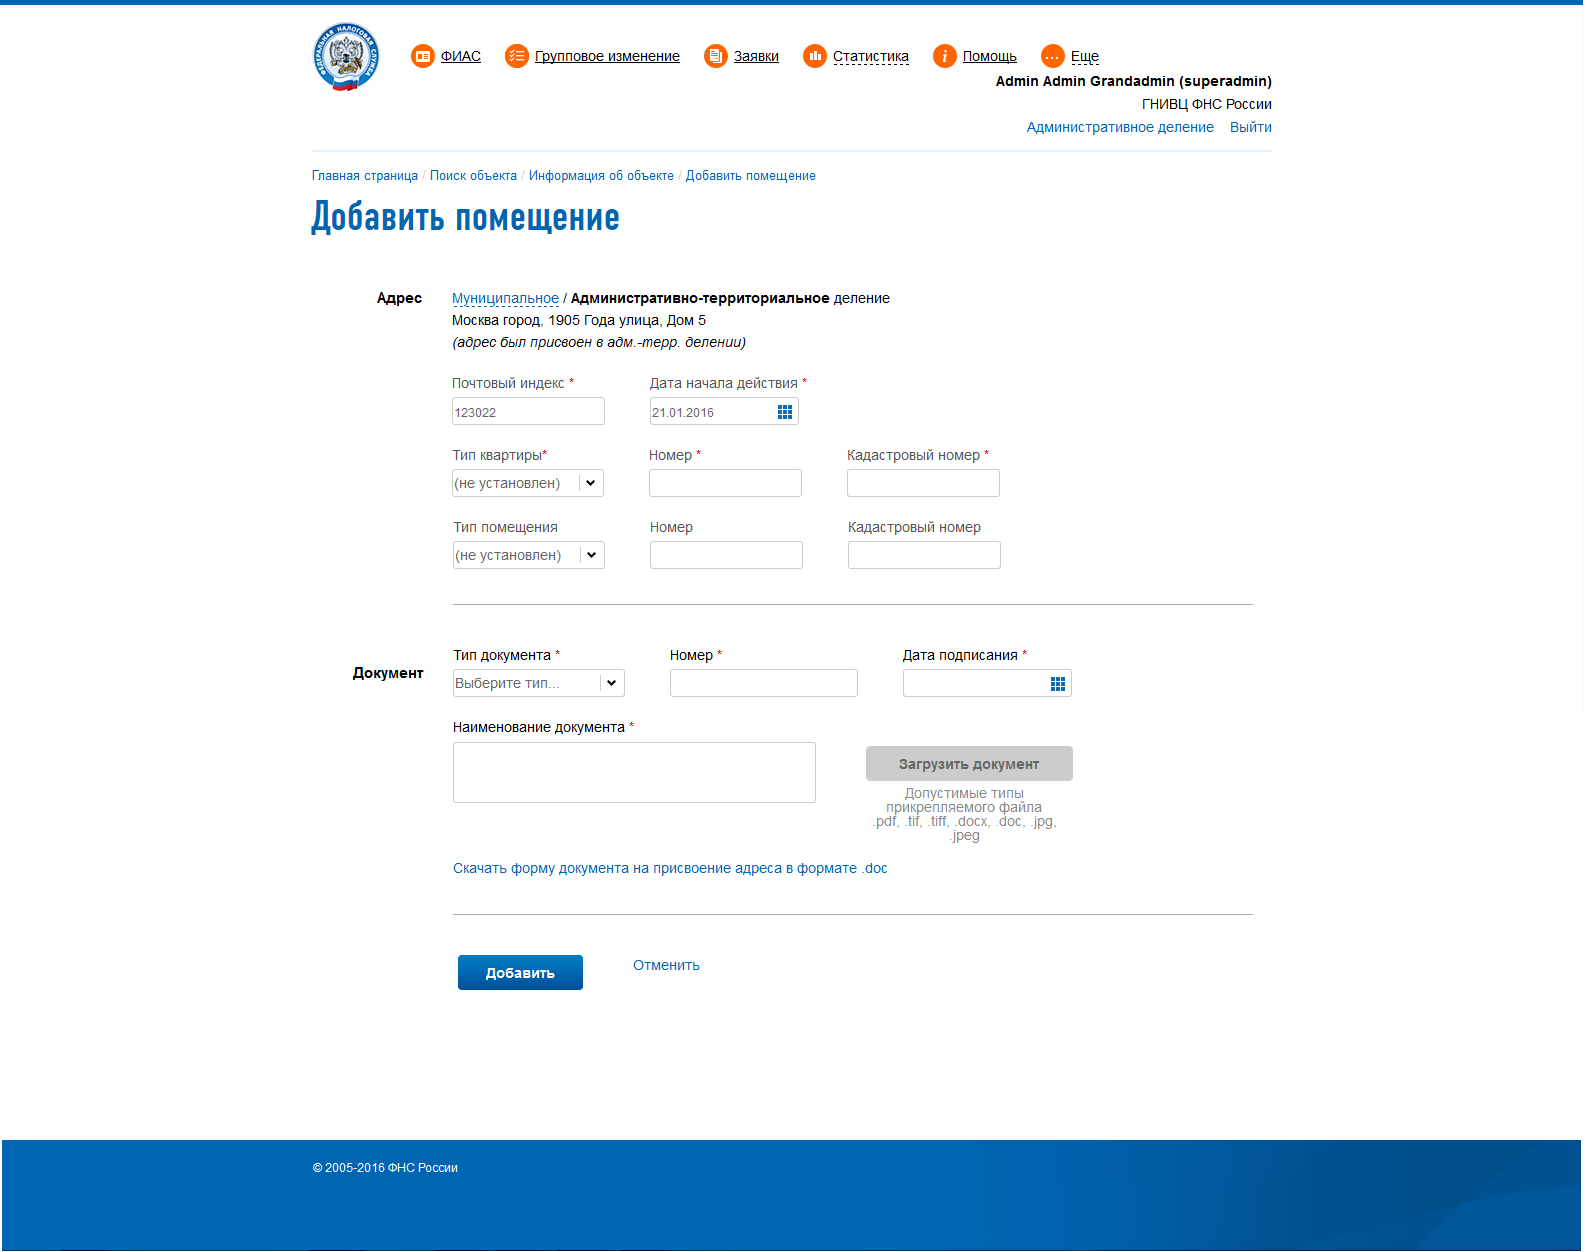 ФЕДЕРАЛЬНАЯ НАЛОГОВАЯ СЛУЖБА
ФИАС Групповое изменение Заявки Статистика Помощь Еще
Admin Admin Grandadmin (superadmin)
ГНИВЦ ФНС России
Административное деление Выйти
Главная страница / Поиск объекта / Информация об объекте / Добавить помещение
Добавить помещение
Адрес Муниципальное / Административно-территориальное деление
Москва город, 1905 Года улица, Дом 5
(адрес был присвоен в адм.-терр. делении)
Почтовый индекс * Дата начала действия *
123022 21.01.2016
Тип квартиры* Номер * Кадастровый номер *
(не установлен)
Тип помещения Номер Кадастровый номер
(не установлен)
Документ
Тип документа * Номер * Дата подписания *
Выберите тип...
Наименование документа *
Загрузить документ
Допустимые типы
прикрепляемого файла
.pdf, .tif, .tiff, .docx, .doc, .jpg,
.jpeg
Скачать форму документа на присвоение адреса в формате .doc
Добавить Отменить
© 2005-2016 ФНС России